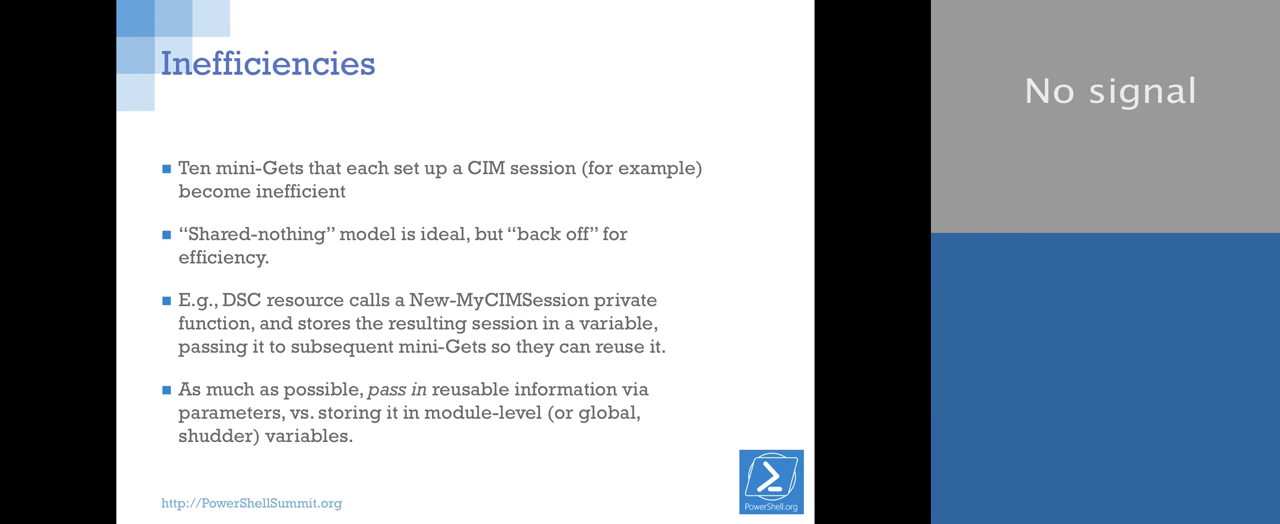 Inefficiencies
Ten mini-Gets that each set up a CIM session (for example)
become inefficient
“Shared-nothing” model is ideal, but “back off” for
efficiency.
E.g., DSC resource calls a New-MyCIMSession private
function, and stores the resulting session in a variable,
passing it to subsequent mini-Gets so they can reuse it.
As much as possible, pass in reusable information via
parameters, vs. storing it in module-level (or global,
shudder) variables.
http://PowerShellSummit.org
PowerShell.org
No signal